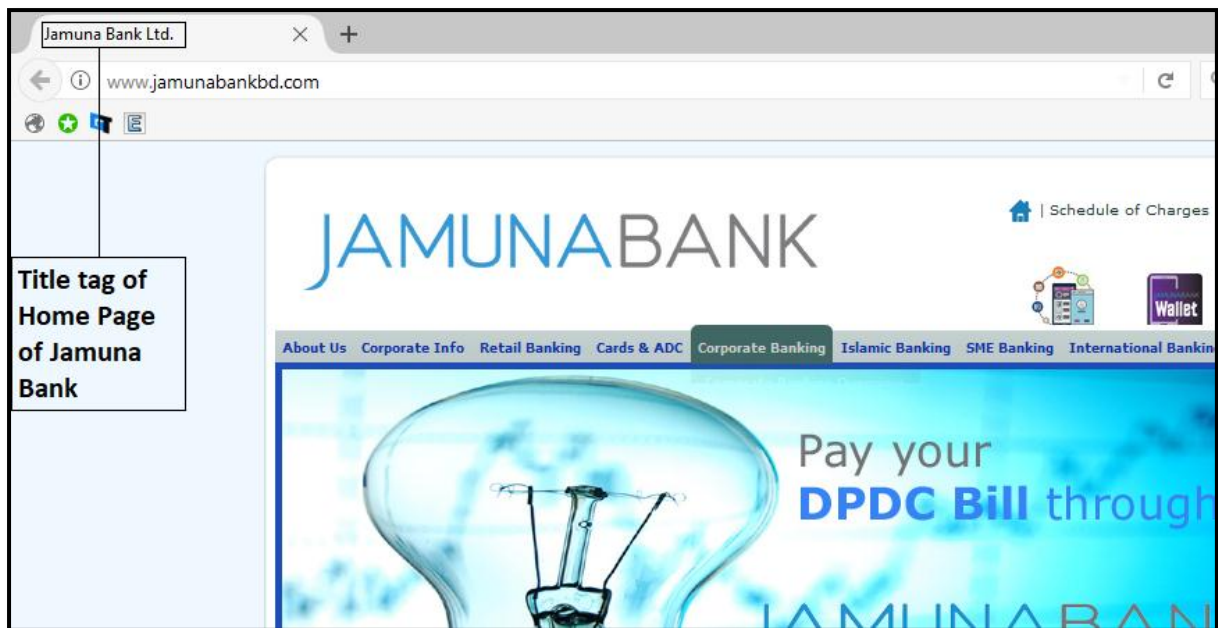 Jamuna Bank Ltd.
www.jamunabankbd.com
JAMUNABANK
| Schedule of Charges
Wallet
Title tag of
Home Page
of Jamuna
Bank
About Us Corporate Info Retail Banking Cards & ADC Corporate Banking Islamic Banking SME Banking International Bankin
Pay your
DPDC Bill through
JAMUNABAN